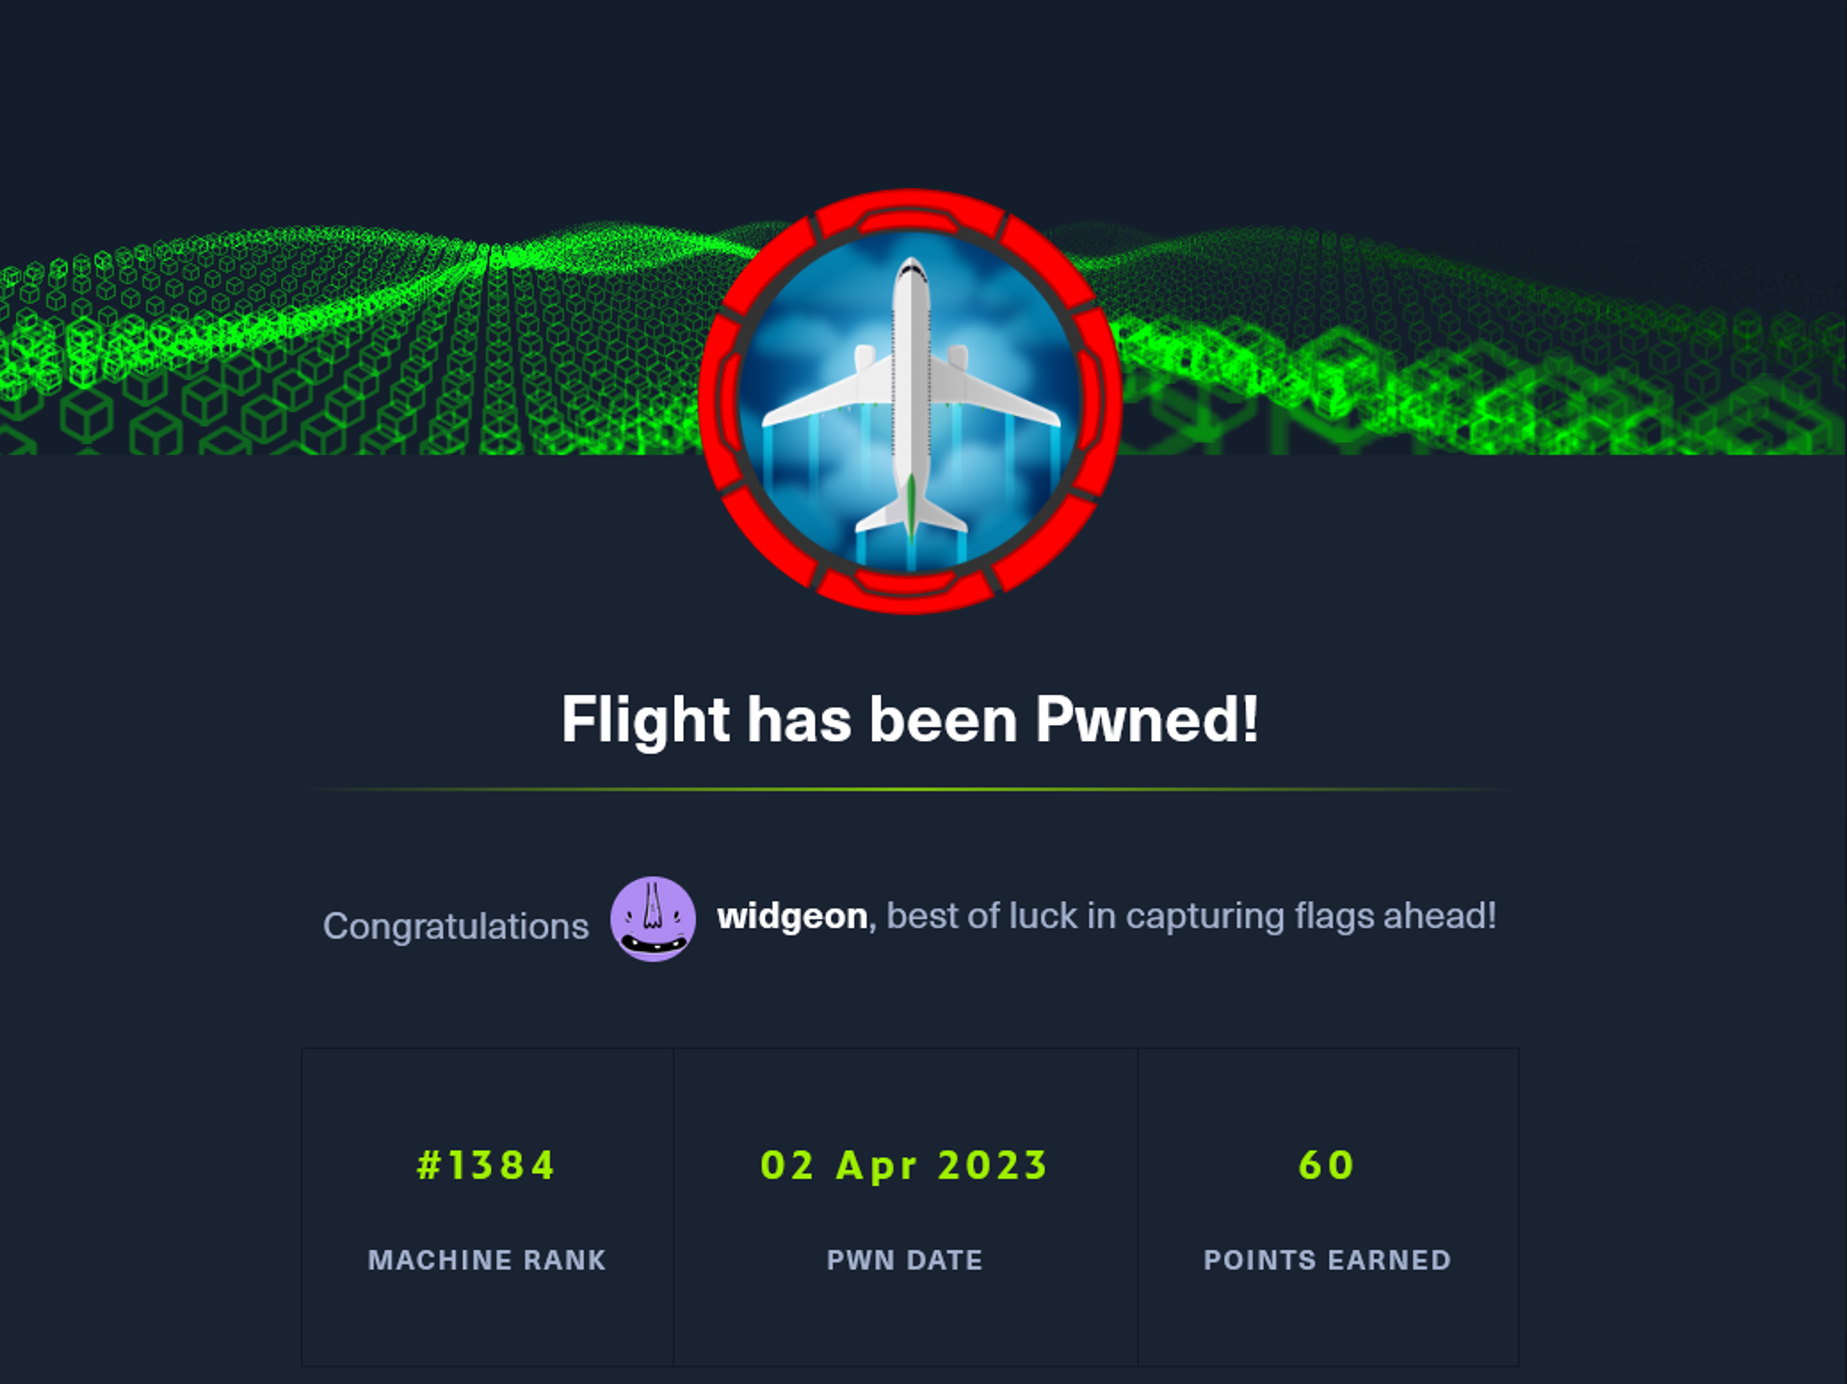 Flight has been Pwned!
Congratulations widgeon, best of luck in capturing flags ahead!
#1384
MACHINE RANK
02 Apr 2023
PWN DATE
60
POINTS EARNED